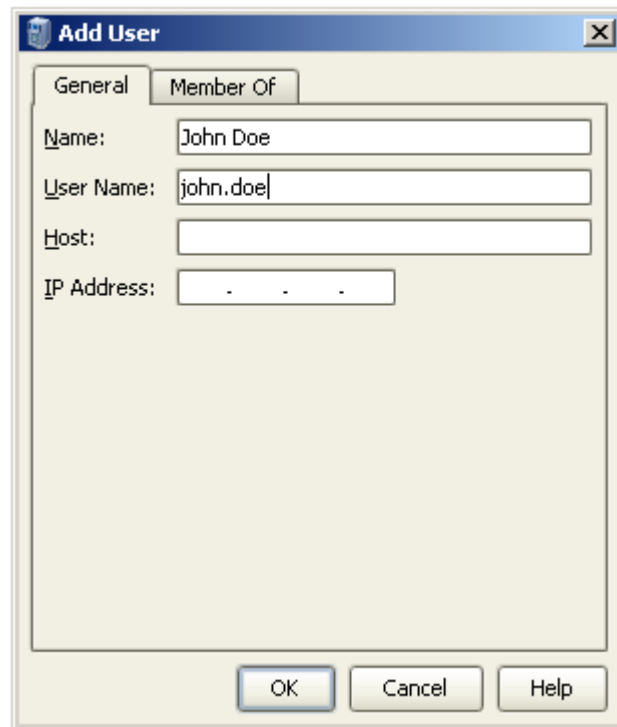 Add User
General Member Of
Name: John Doe
User Name: john.doe
Host:
IP Address: . . .
OK Cancel Help